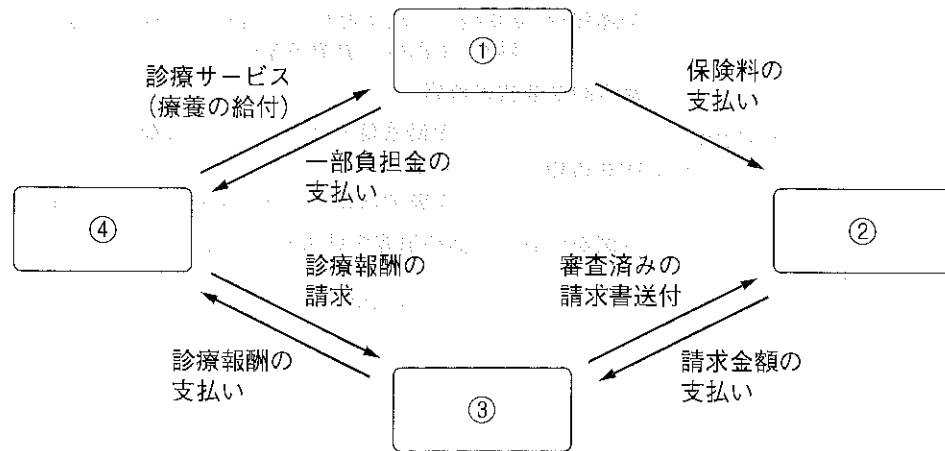 ①
診療サービス
（療養の給付）
保険料の
支払い
一部負担金の
支払い
④
②
診療報酬の
請求
審査済みの
請求書送付
診療報酬の
支払い
請求金額の
支払い
③